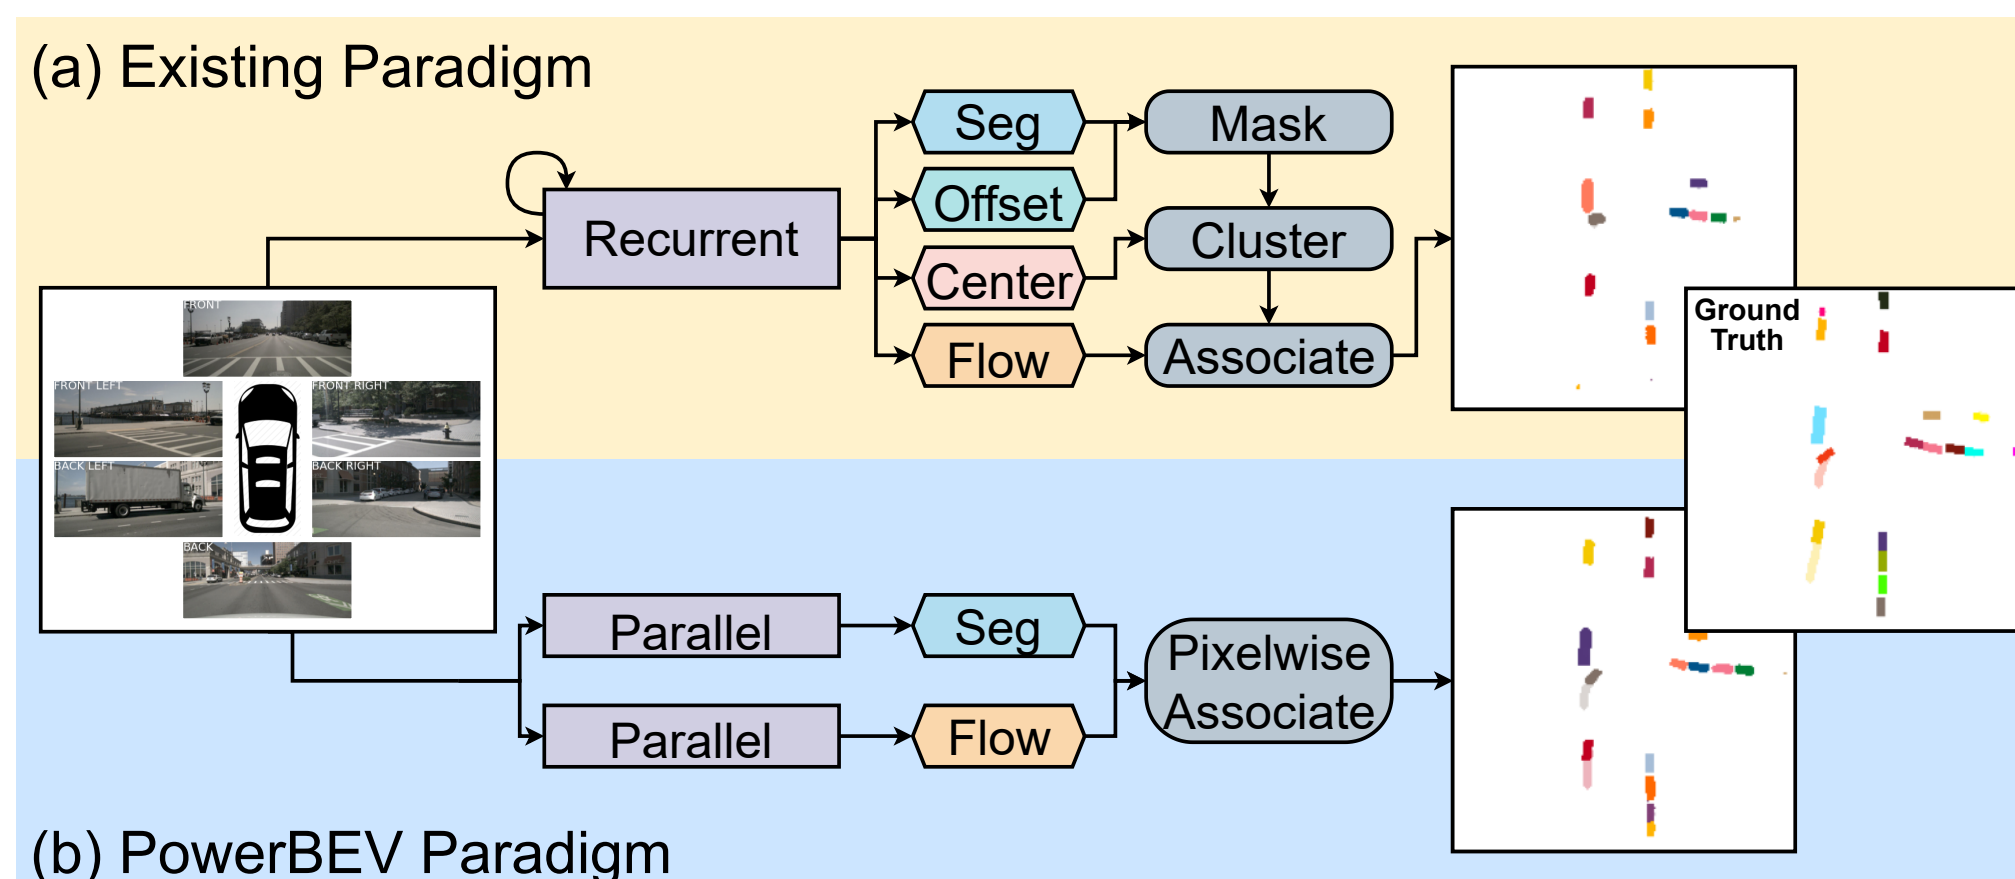 (a) Existing Paradigm
Seg
Mask
Offset
Recurrent
Cluster
Center
Flow
Associate
Ground
Truth
FRONT
FRONT LEFT
FRONT RIGHT
BACK LEFT
BACK RIGHT
BACK
Parallel
Seg
Pixelwise
Associate
Parallel
Flow
(b) PowerBEV Paradigm